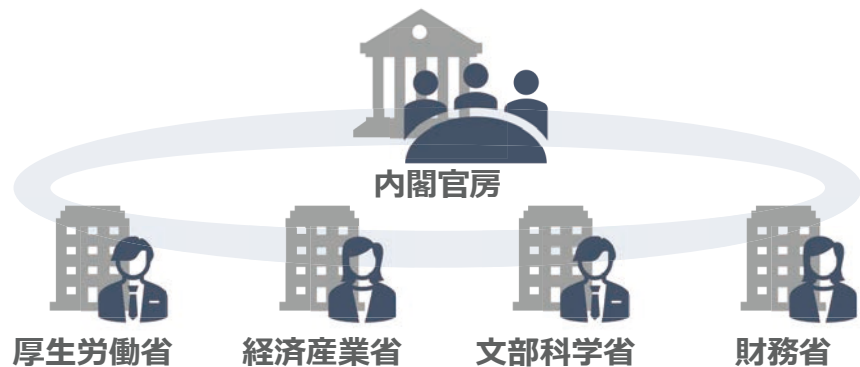 内閣官房
厚生労働省
経済産業省
文部科学省
財務省